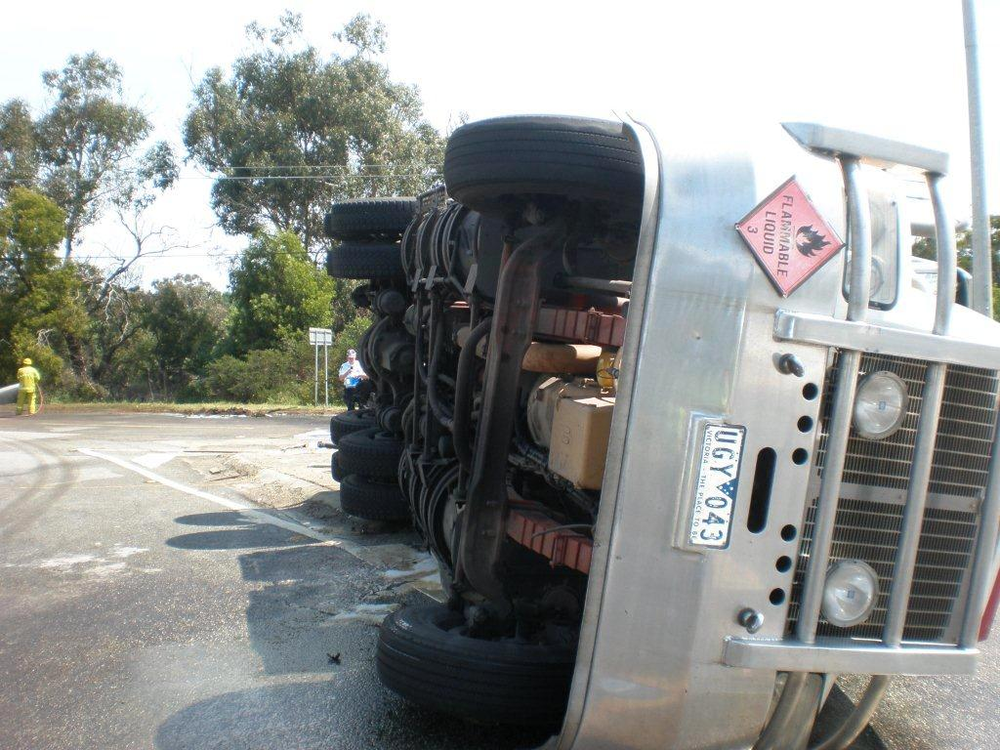 FLAMMABLE
LIQUID
3
UGY·043
VICTORIA - THE PLACE TO BE